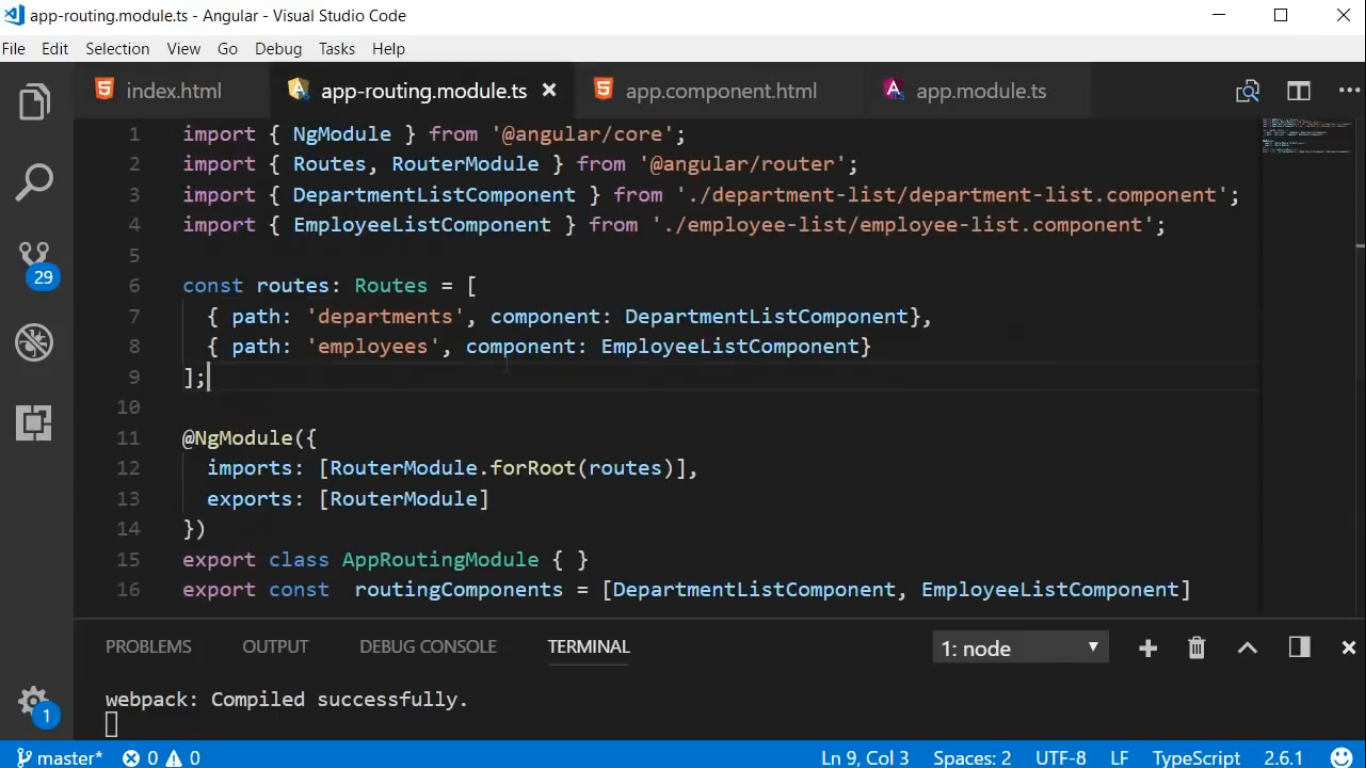 app-routing.module.ts - Angular - Visual Studio Code
File Edit Selection View Go Debug Tasks Help
index.html app-routing.module.ts app.component.html app.module.ts
1 import { NgModule } from '@angular/core';
2 import { Routes, RouterModule } from '@angular/router';
3 import { DepartmentListComponent } from './department-list/department-list.component';
4 import { EmployeeListComponent } from './employee-list/employee-list.component';
5
6 const routes: Routes = [
7 { path: 'departments', component: DepartmentListComponent},
8 { path: 'employees', component: EmployeeListComponent}
9 ];
10
11 @NgModule({
12 imports: [RouterModule.forRoot(routes)],
13 exports: [RouterModule]
14 })
15 export class AppRoutingModule { }
16 export const routingComponents = [DepartmentListComponent, EmployeeListComponent]
29
PROBLEMS OUTPUT DEBUG CONSOLE TERMINAL 1: node
webpack: Compiled successfully.
1
master* 0 0 Ln 9, Col 3 Spaces: 2 UTF-8 LF TypeScript 2.6.1